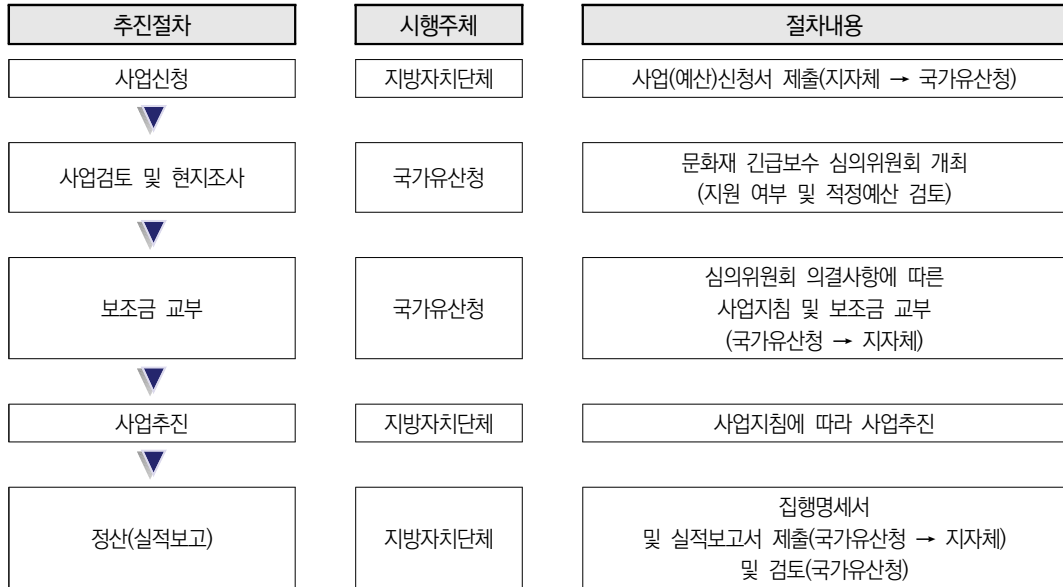 추진절차 시행주체 절차내용
사업신청 지방자치단체 사업(예산)신청서 제출(지자체 → 국가유산청)
사업검토 및 현지조사 국가유산청 문화재 긴급보수 심의위원회 개최
(지원 여부 및 적정예산 검토)
보조금 교부 국가유산청 심의위원회 의결사항에 따른
사업지침 및 보조금 교부
(국가유산청 → 지자체)
사업추진 지방자치단체 사업지침에 따라 사업추진
정산(실적보고) 지방자치단체 집행명세서
및 실적보고서 제출(국가유산청 → 지자체)
및 검토(국가유산청)